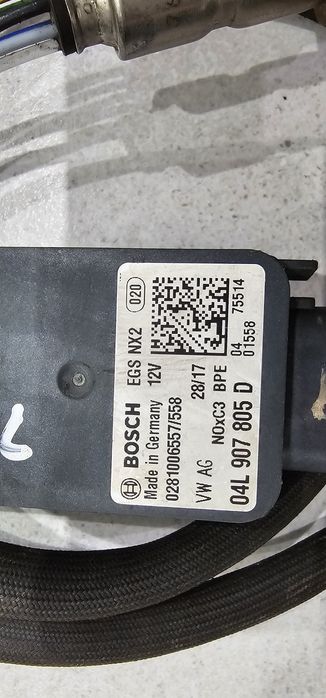 BOSCH EGS NX2 020
Made in Germany 12V
0281006557/558 28/17 04 75514
VW AG NOxC3 BPE 01558
04L 907 805 D